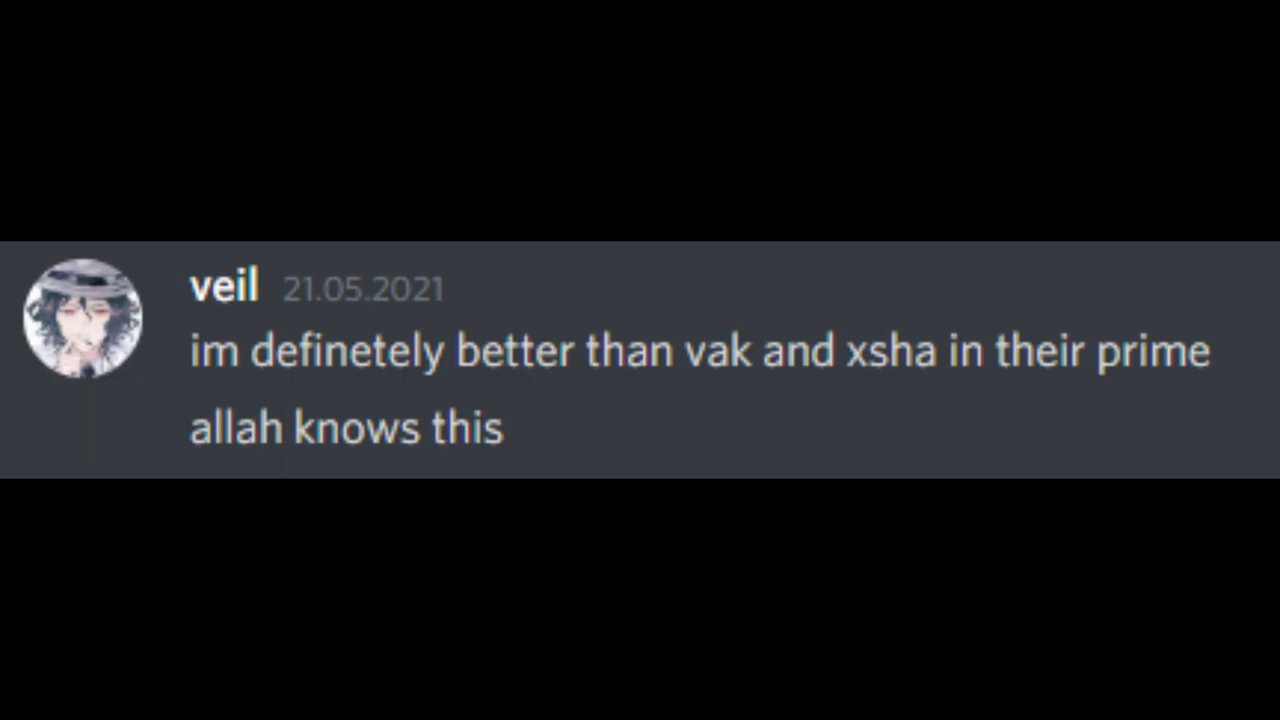 veil 21.05.2021
im definetely better than vak and xsha in their prime
allah knows this